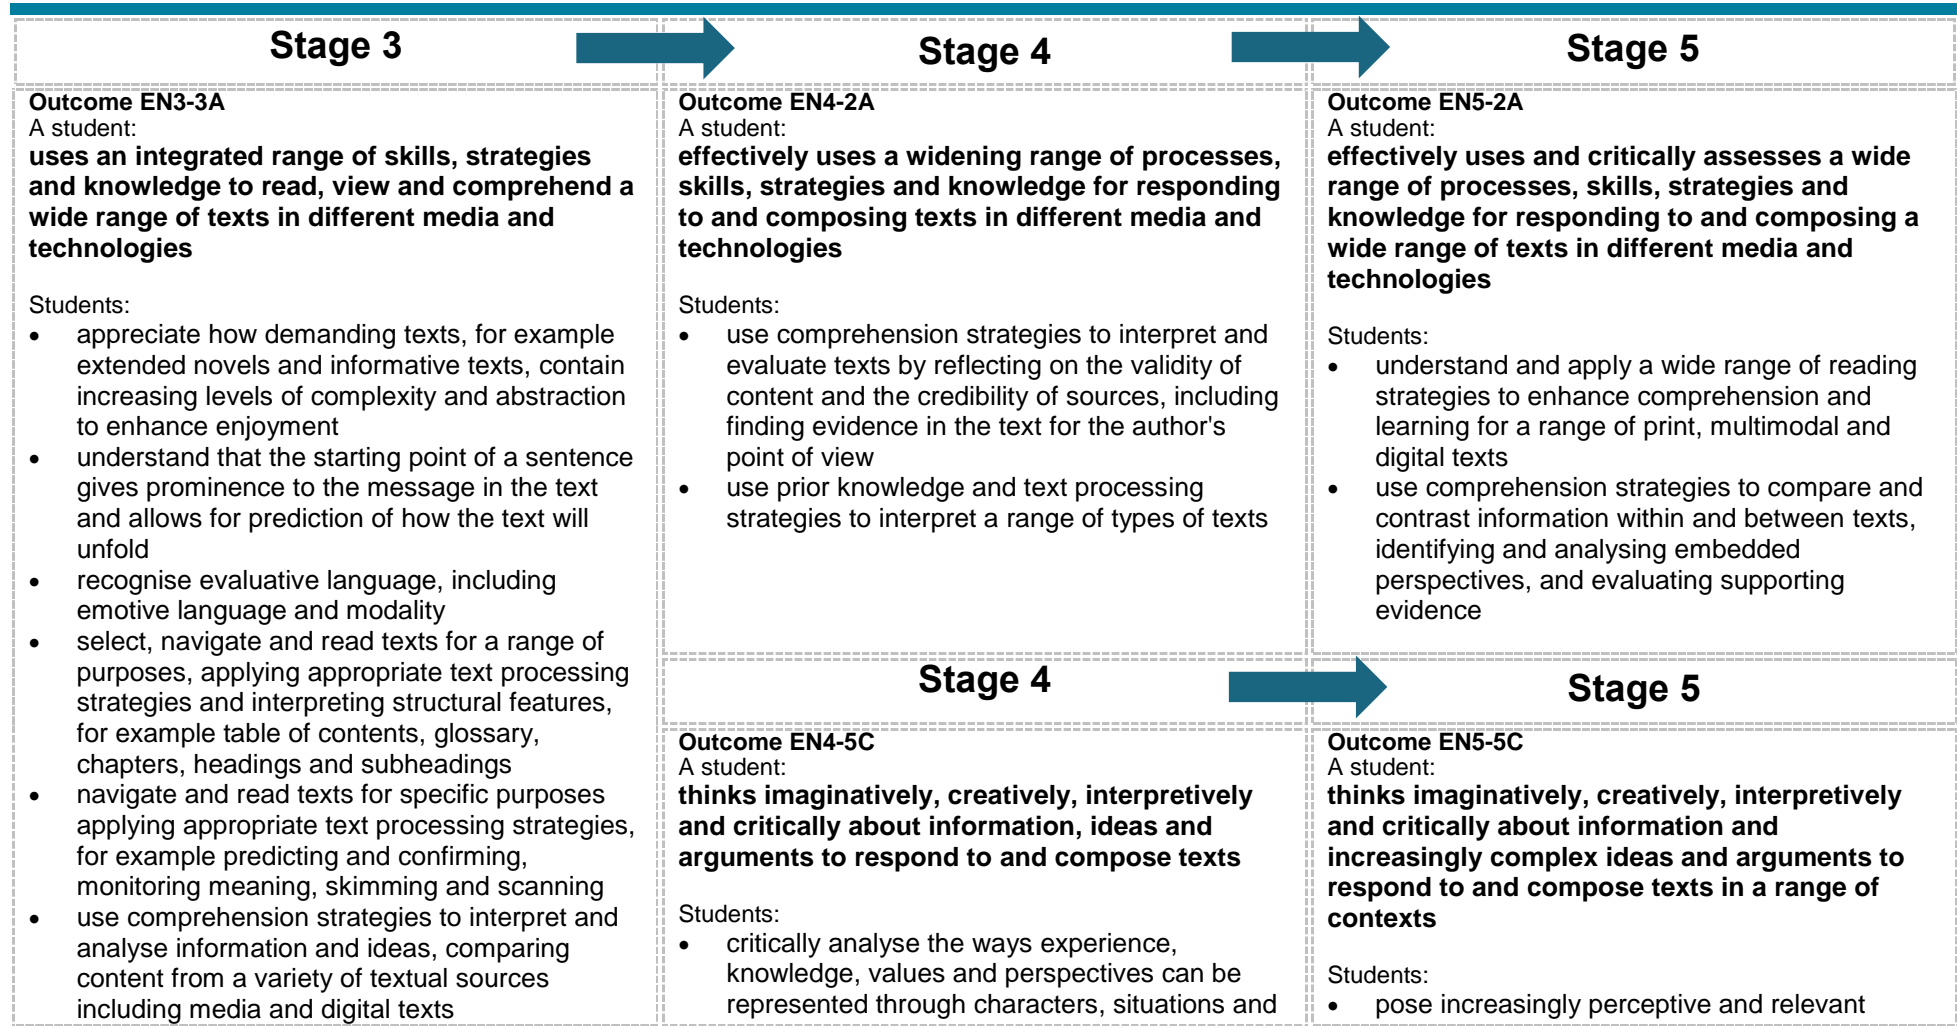 Stage 3
Stage 4
Stage 5
Outcome EN3-3A
A student:
uses an integrated range of skills, strategies
and knowledge to read, view and comprehend a
wide range of texts in different media and
technologies
Students:
• appreciate how demanding texts, for example
extended novels and informative texts, contain
increasing levels of complexity and abstraction
to enhance enjoyment
• understand that the starting point of a sentence
gives prominence to the message in the text
and allows for prediction of how the text will
unfold
• recognise evaluative language, including
emotive language and modality
• select, navigate and read texts for a range of
purposes, applying appropriate text processing
strategies and interpreting structural features,
for example table of contents, glossary,
chapters, headings and subheadings
• navigate and read texts for specific purposes
applying appropriate text processing strategies,
for example predicting and confirming,
monitoring meaning, skimming and scanning
• use comprehension strategies to interpret and
analyse information and ideas, comparing
content from a variety of textual sources
including media and digital texts
Outcome EN4-2A
A student:
effectively uses a widening range of processes,
skills, strategies and knowledge for responding
to and composing texts in different media and
technologies
Students:
• use comprehension strategies to interpret and
evaluate texts by reflecting on the validity of
content and the credibility of sources, including
finding evidence in the text for the author's
point of view
• use prior knowledge and text processing
strategies to interpret a range of types of texts
Outcome EN5-2A
A student:
effectively uses and critically assesses a wide
range of processes, skills, strategies and
knowledge for responding to and composing a
wide range of texts in different media and
technologies
Students:
• understand and apply a wide range of reading
strategies to enhance comprehension and
learning for a range of print, multimodal and
digital texts
• use comprehension strategies to compare and
contrast information within and between texts,
identifying and analysing embedded
perspectives, and evaluating supporting
evidence
Stage 4
Stage 5
Outcome EN4-5C
A student:
thinks imaginatively, creatively, interpretively
and critically about information, ideas and
arguments to respond to and compose texts
Students:
• critically analyse the ways experience,
knowledge, values and perspectives can be
represented through characters, situations and
Outcome EN5-5C
A student:
thinks imaginatively, creatively, interpretively
and critically about information and
increasingly complex ideas and arguments to
respond to and compose texts in a range of
contexts
Students:
• pose increasingly perceptive and relevant